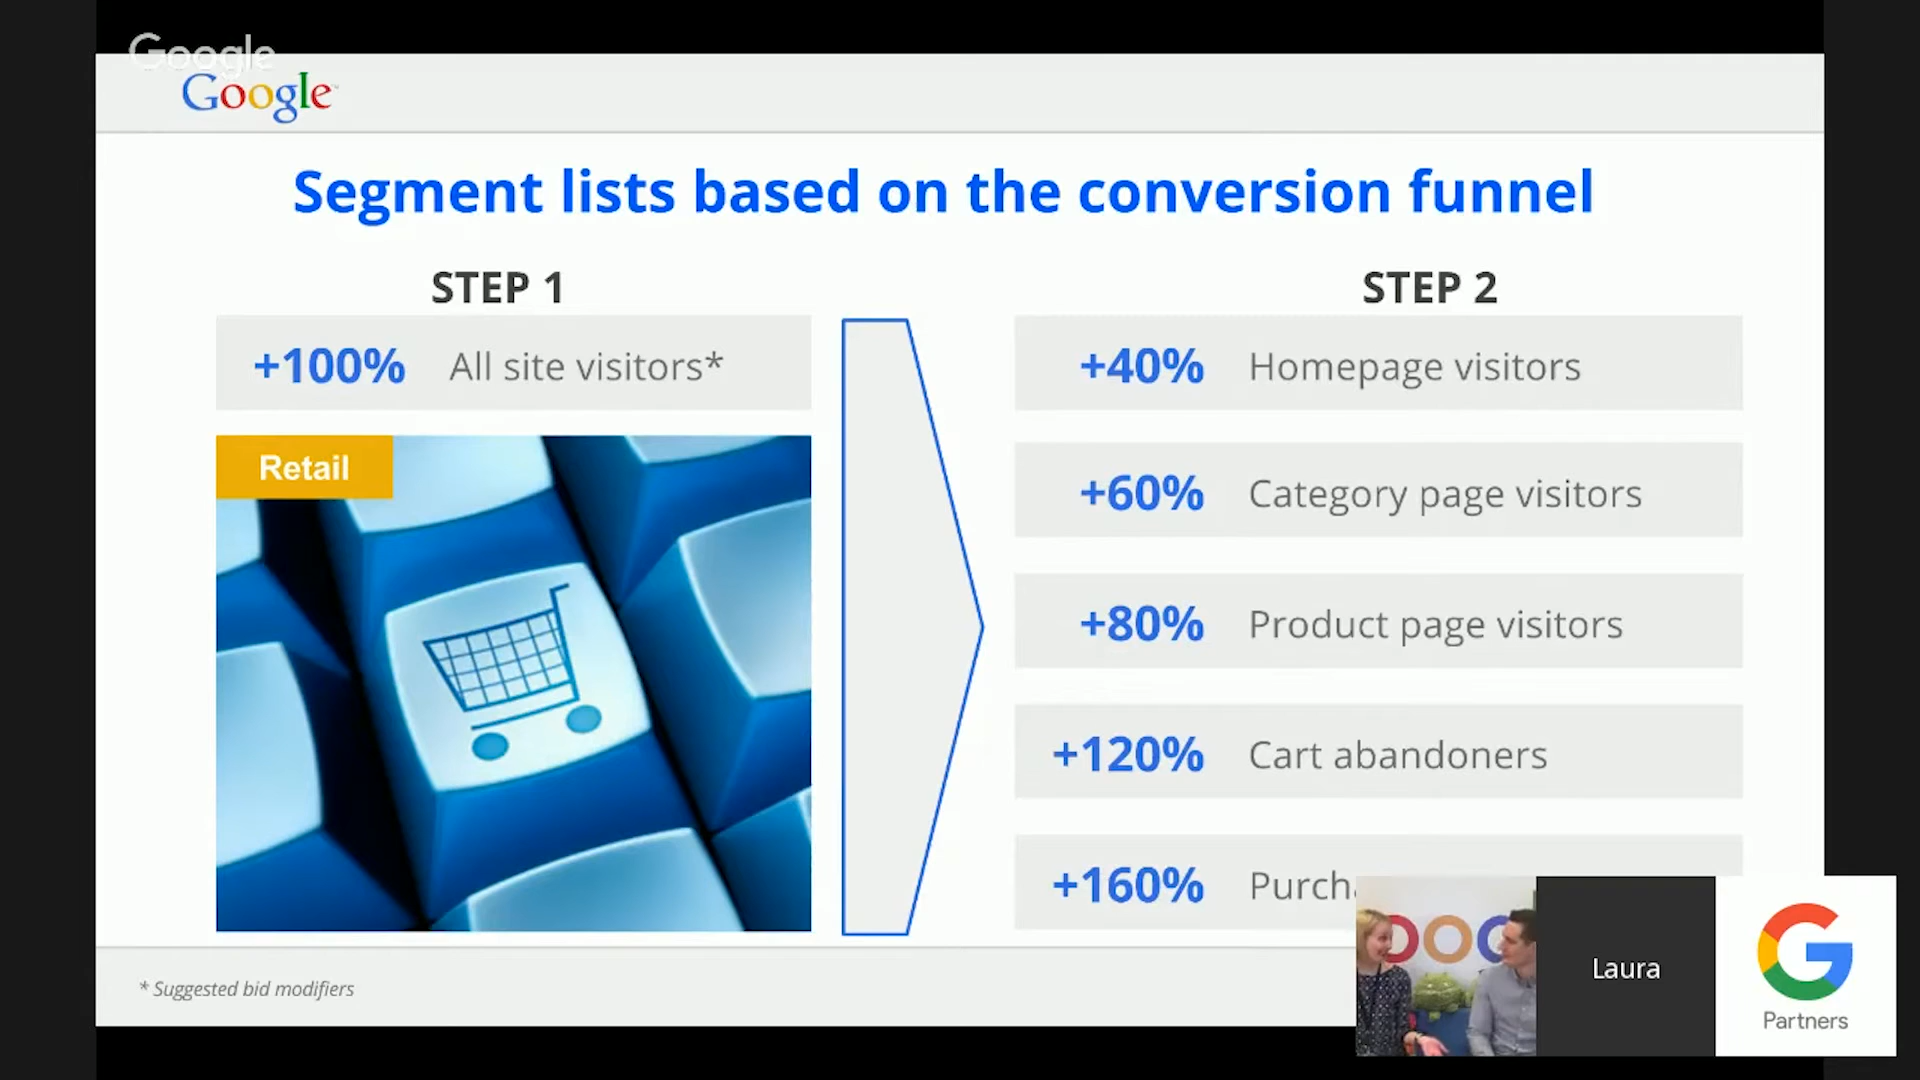 Google
Google
Segment lists based on the conversion funnel
STEP 1
+100% All site visitors*
Retail
STEP 2
+40% Homepage visitors
+60% Category page visitors
+80% Product page visitors
+120% Cart abandoners
+160%
* Suggested bid modifiers
Laura
Partners